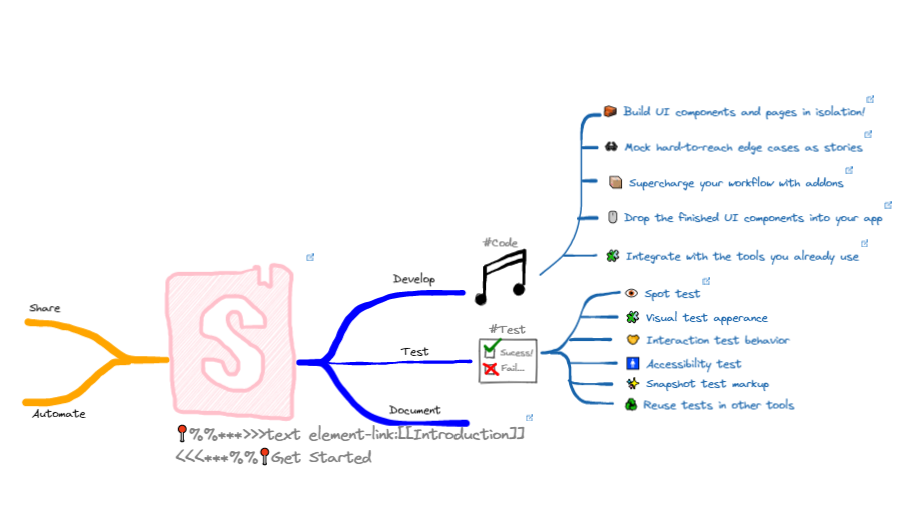 Build UI components and pages in isolation!
Mock hard-to-reach edge cases as stories
Supercharge your workflow with addons
Drop the finished UI components into your app
#Code
Integrate with the tools you already use
Develop
Spot test
Share
Visual test apperance
#Test
Interaction test behavior
Test
Sucess!
Accessibility test
Fail...
Snapshot test markup
Reuse tests in other tools
Automate
Document
S
📍%%***>>>text element-link:[[Introduction]]
<<<***%%📍Get Started